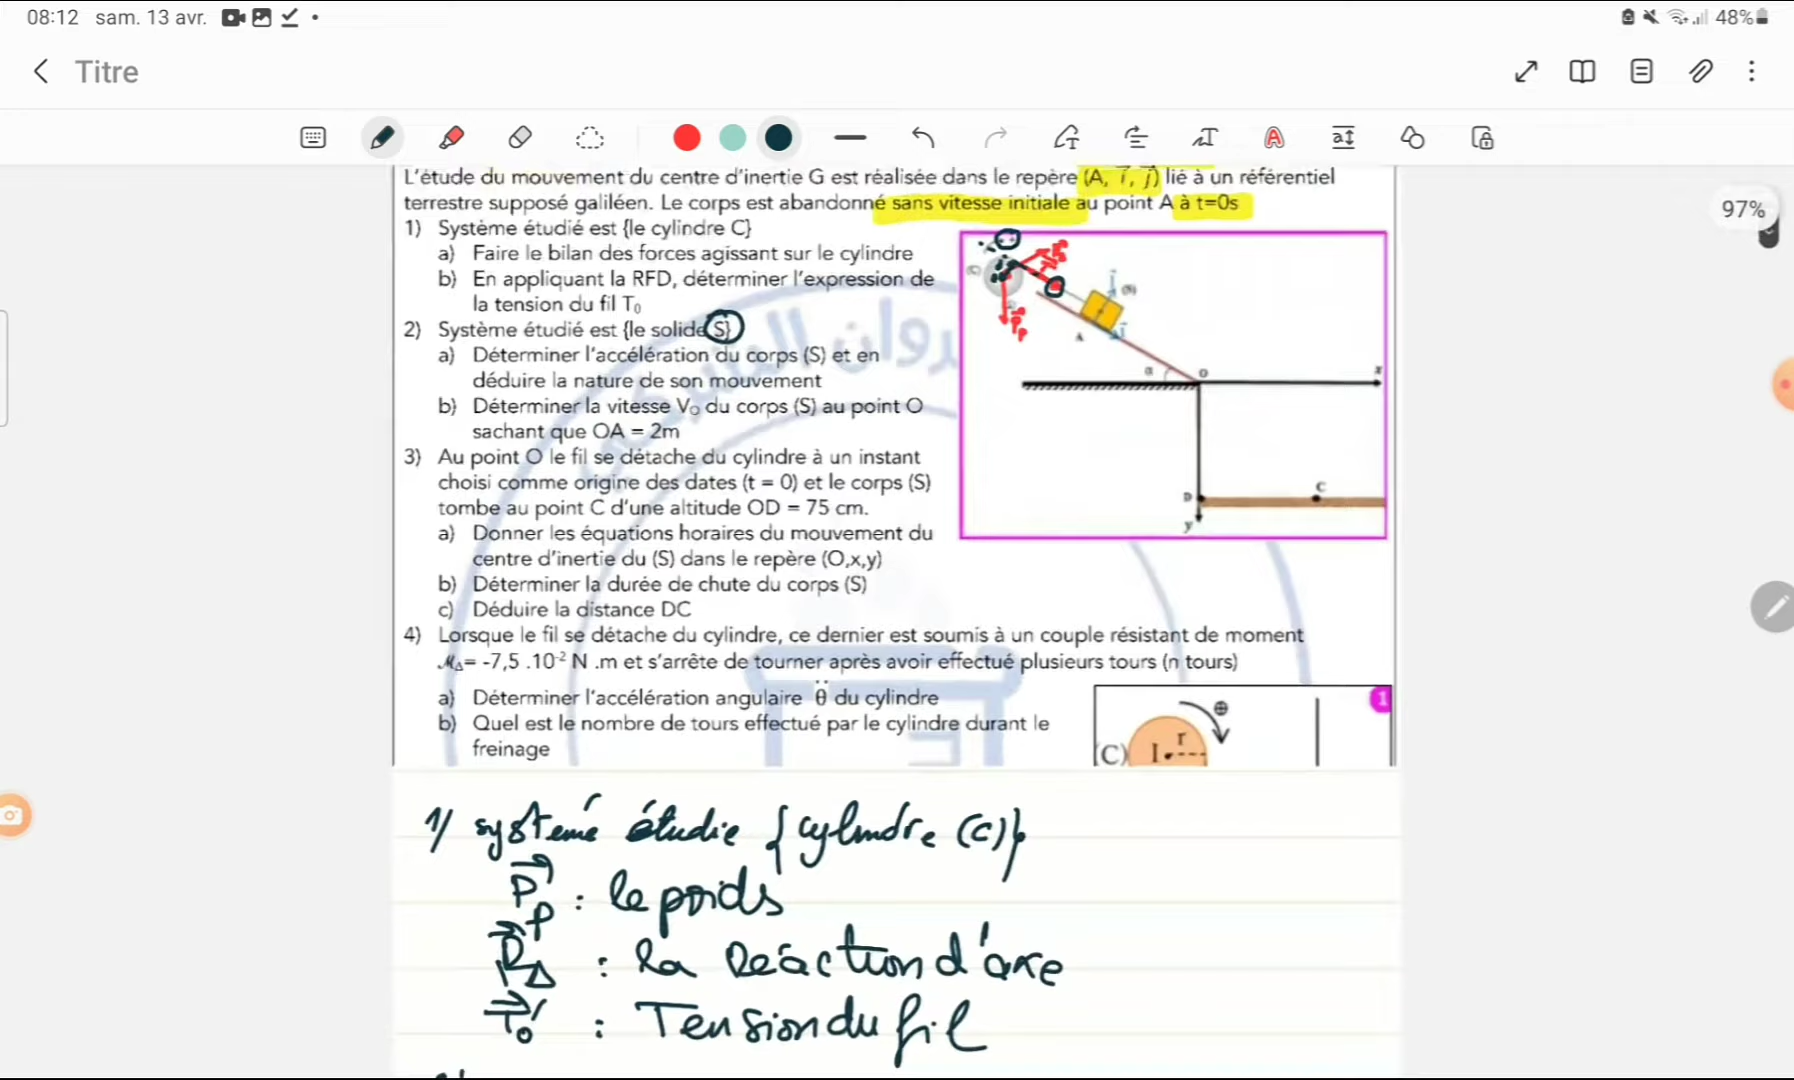 08:12 sam. 13 avr.
48%
Titre
L'étude du mouvement du centre d'inertie G est réalisée dans le repère (A, i, j) lié à un référentiel
terrestre supposé galiléen. Le corps est abandonné sans vitesse initiale au point A à t=0s
97%
1) Système étudié est {le cylindre C}
a) Faire le bilan des forces agissant sur le cylindre
b) En appliquant la RFD, déterminer l'expression de
la tension du fil T₀
2) Système étudié est {le solide S}
a) Déterminer l'accélération du corps (S) et en
déduire la nature de son mouvement
b) Déterminer la vitesse V₀ du corps (S) au point O
sachant que OA = 2m
3) Au point O le fil se détache du cylindre à un instant
choisi comme origine des dates (t = 0) et le corps (S)
tombe au point C d'une altitude OD = 75 cm.
a) Donner les équations horaires du mouvement du
centre d'inertie du (S) dans le repère (O,x,y)
b) Déterminer la durée de chute du corps (S)
c) Déduire la distance DC
(C)
(S)
A
α
O
x
D
C
y
4) Lorsque le fil se détache du cylindre, ce dernier est soumis à un couple résistant de moment
ℳΔ= -7,5 .10⁻² N .m et s'arrête de tourner après avoir effectué plusieurs tours (n tours)
a) Déterminer l'accélération angulaire θ̈ du cylindre
b) Quel est le nombre de tours effectué par le cylindre durant le
freinage
1
⊕
(C) I r
1/ systémé étudie {cylindre (C)}
P⃗p : le poids
R⃗Δ : la Réaction d'axe
T⃗₀' : Tension du fil